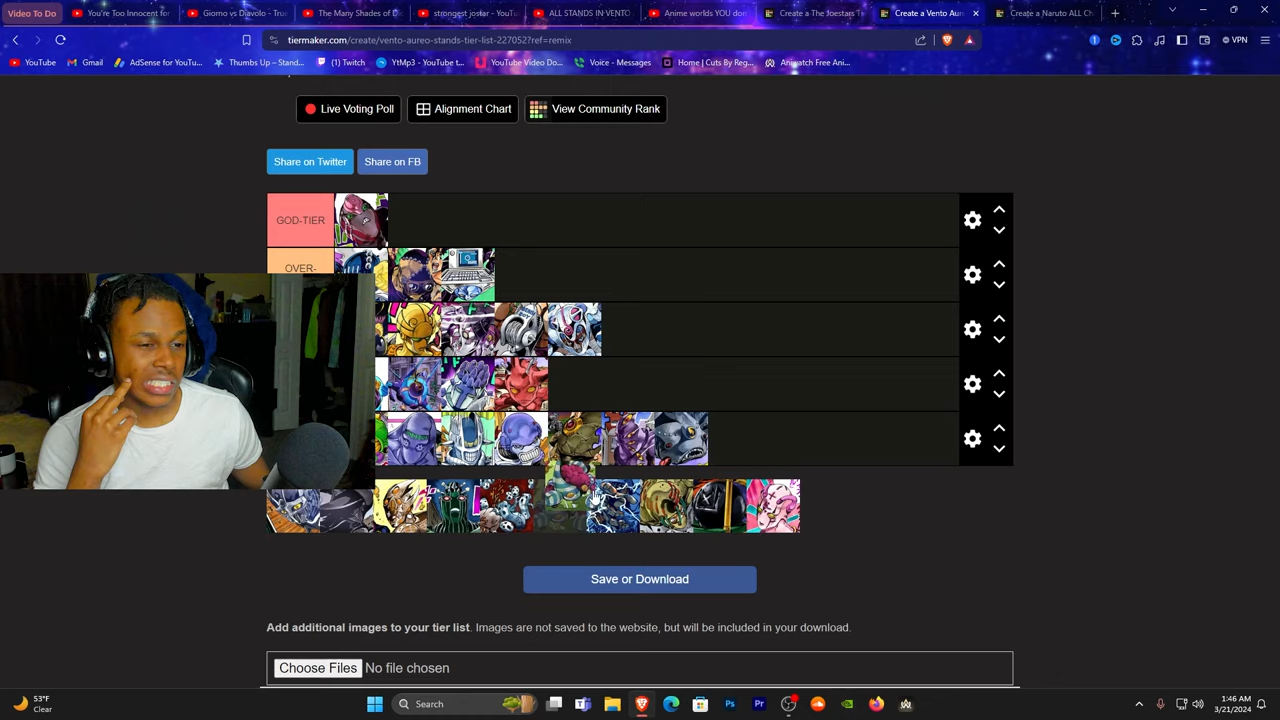 Video To Do
You're Too Innocent for
Giorno vs Diavolo - True
The Many Shades of Di
strongest jostar - YouTu
ALL STANDS IN VENTO
Anime worlds YOU don
Create a The Joestars T
Create a Vento Aur
Create a Naruto ALL Ch
tiermaker.com/create/vento-aureo-stands-tier-list-227052?ref=remix
VPN
YouTube
Gmail
AdSense for YouTu...
Thumbs Up – Stand...
(1) Twitch
YtMp3 - YouTube t...
YouTube Video Do...
Voice - Messages
Home | Cuts By Reg...
Aniwatch Free Ani...
Live Voting Poll
Alignment Chart
View Community Rank
Share on Twitter
Share on FB
GOD-TIER
OVER-
Save or Download
Add additional images to your tier list. Images are not saved to the website, but will be included in your download.
Choose Files No file chosen
53°F
Clear
Search
1:46 AM
3/21/2024